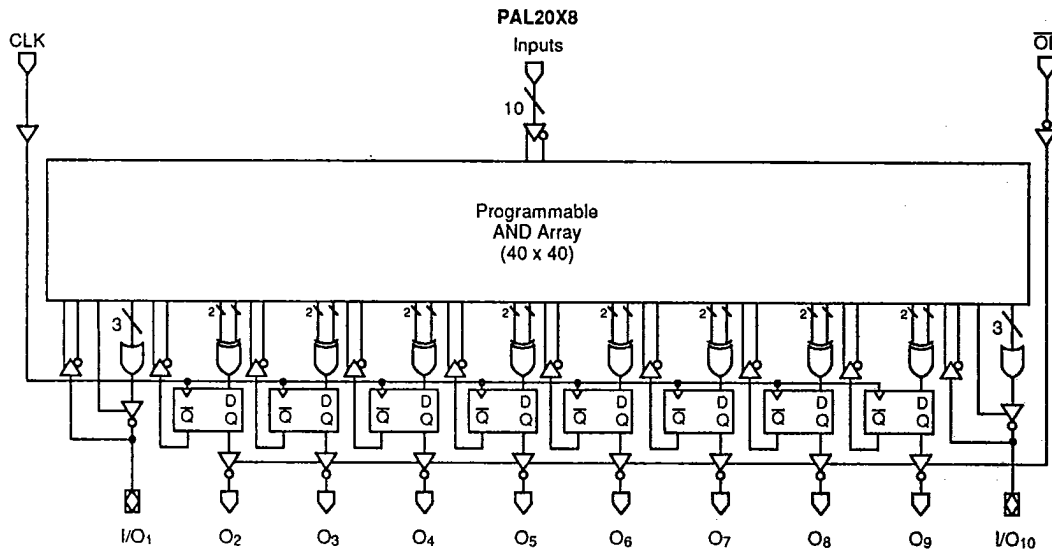 PAL20X8
CLK
Inputs
10
Programmable
AND Array
(40 x 40)
3 2 2 2 2 2 2 2 2 3
D D D D D D D D
Q̅ Q Q̅ Q Q̅ Q Q̅ Q Q̅ Q Q̅ Q Q̅ Q Q̅ Q
I/O1 O2 O3 O4 O5 O6 O7 O8 O9 I/O10